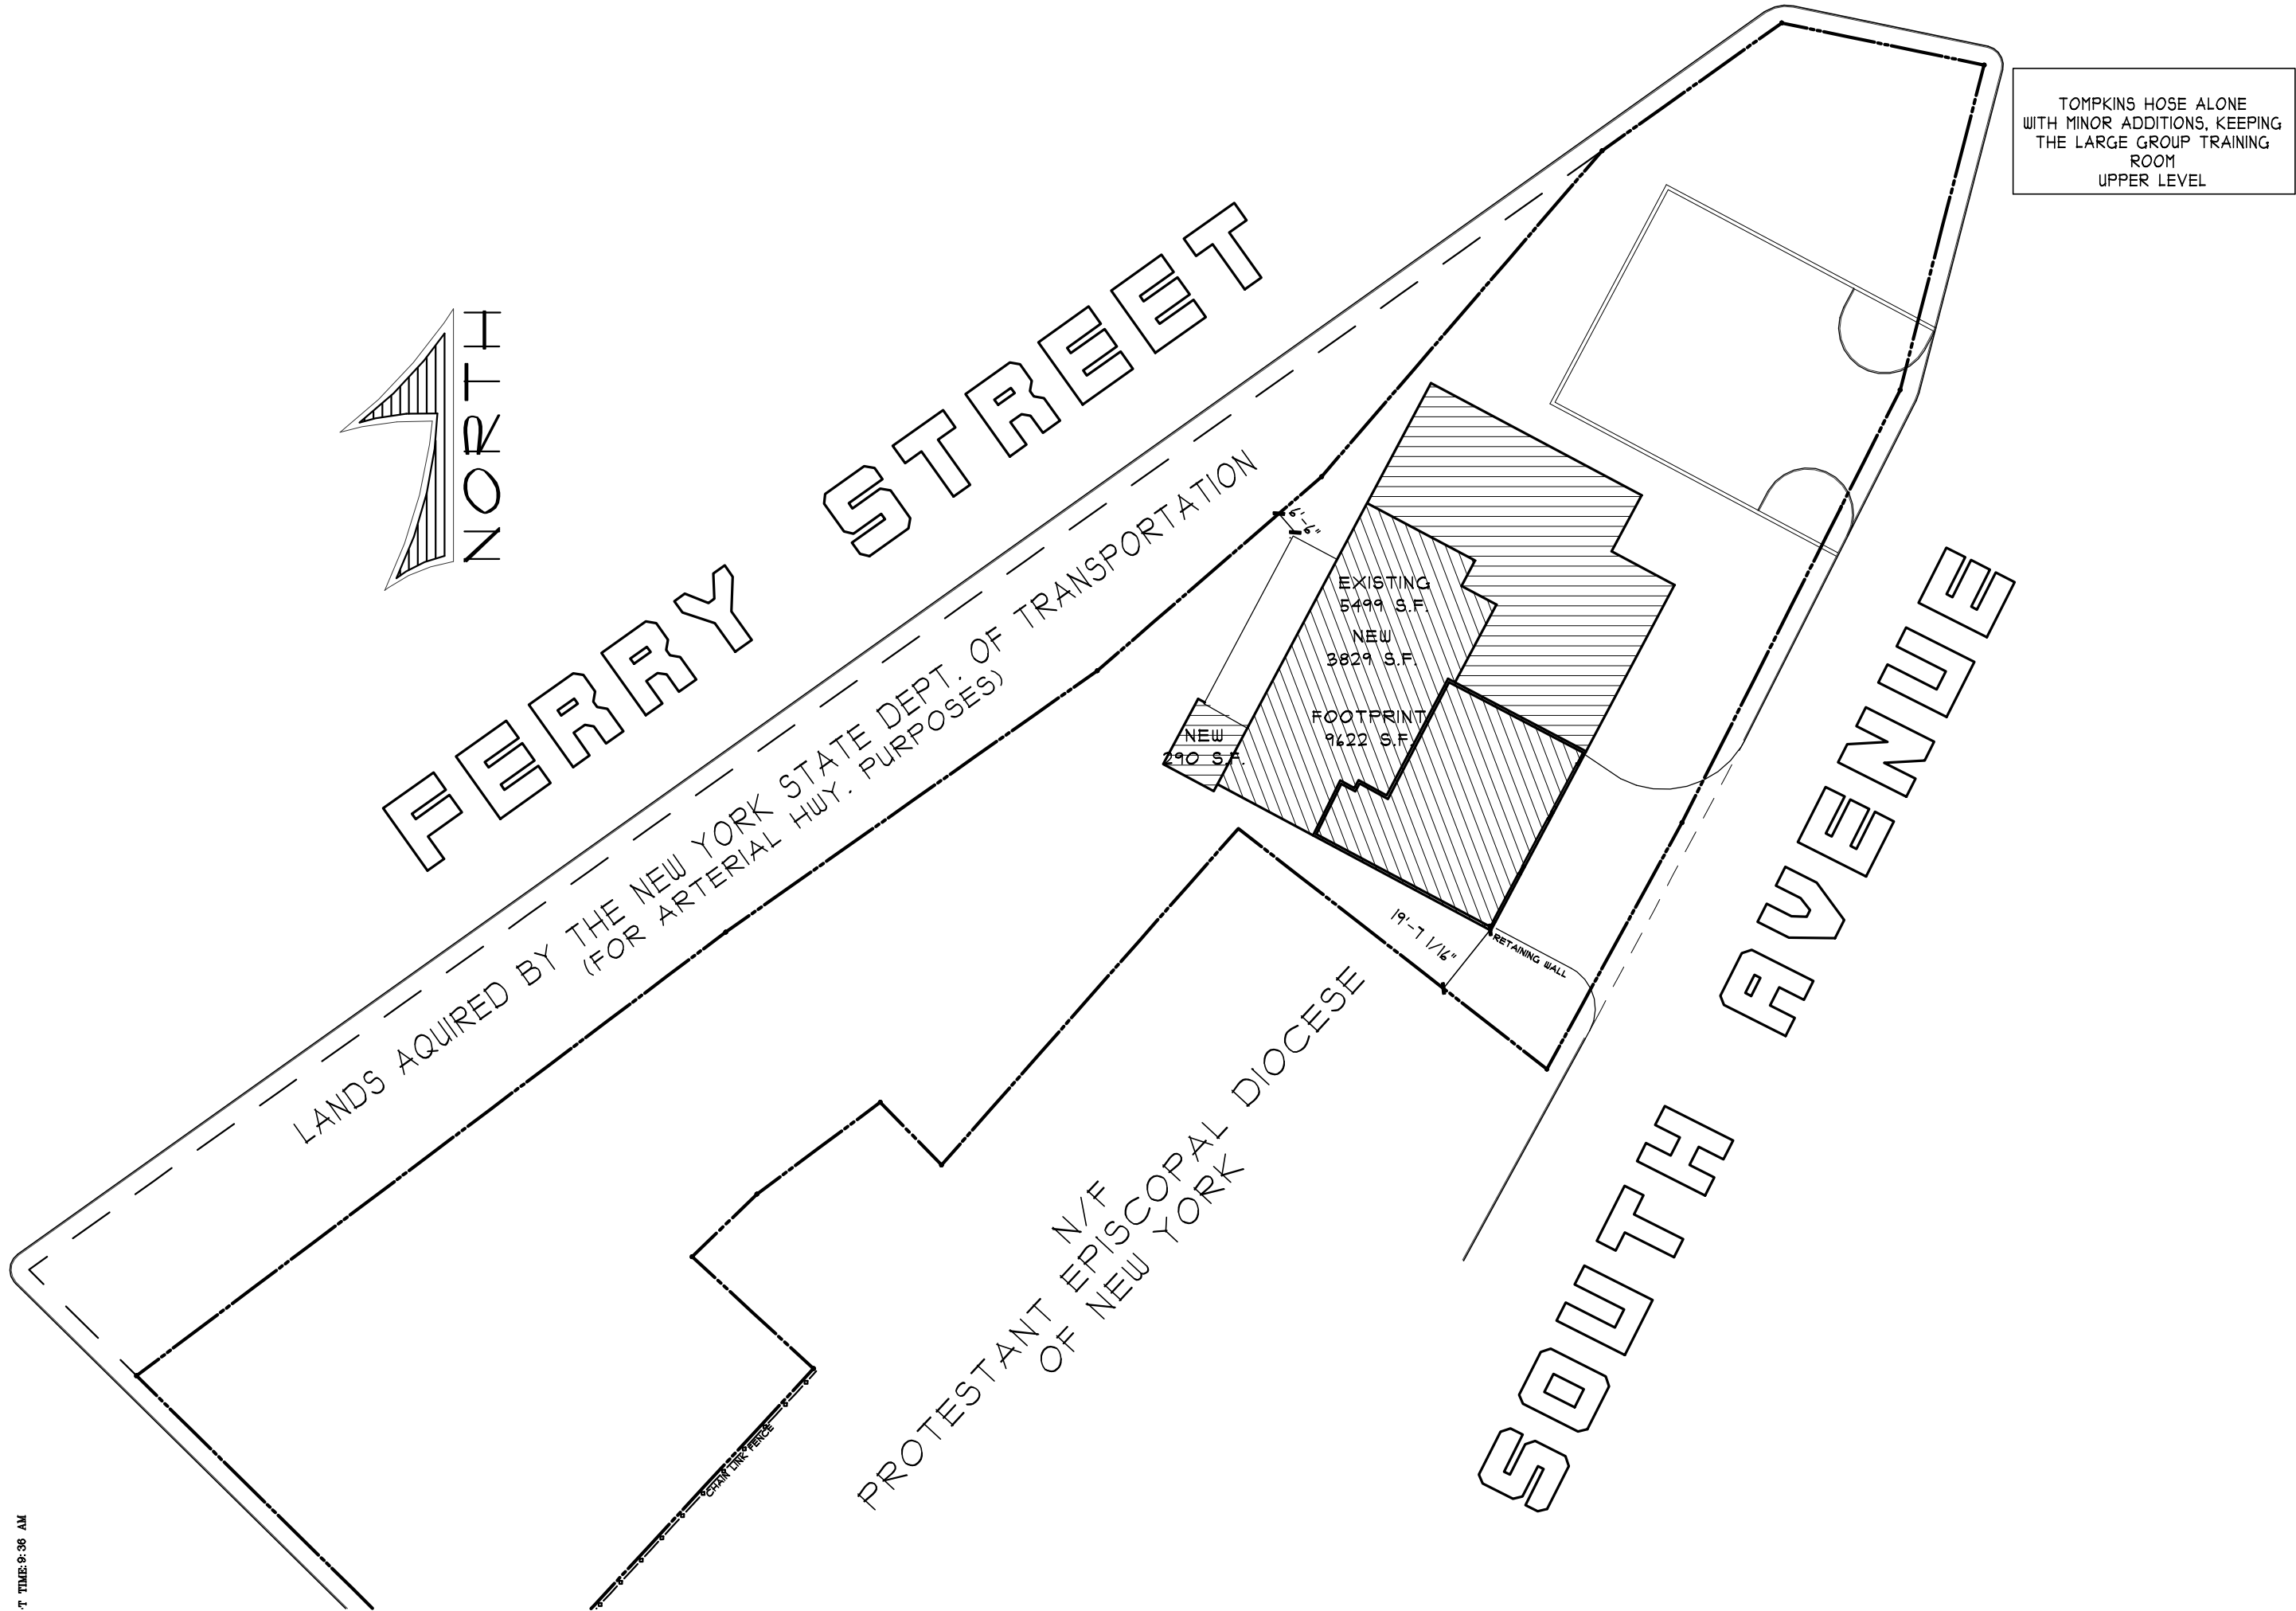 TOMPKINS HOSE ALONE
WITH MINOR ADDITIONS, KEEPING
THE LARGE GROUP TRAINING
ROOM
UPPER LEVEL
NORTH
FERRY STREET
LANDS AQUIRED BY THE NEW YORK STATE DEPT. OF TRANSPORTATION
(FOR ARTERIAL HWY. PURPOSES)
6'-6"
EXISTING
5499 S.F.
NEW
3829 S.F.
FOOTPRINT
9622 S.F.
NEW
290 S.F.
19'-7 1/16"
RETAINING WALL
SOUTH AVENUE
N/F
PROTESTANT EPISCOPAL DIOCESE
OF NEW YORK
CHAIN LINK FENCE
TIME:9:36 AM